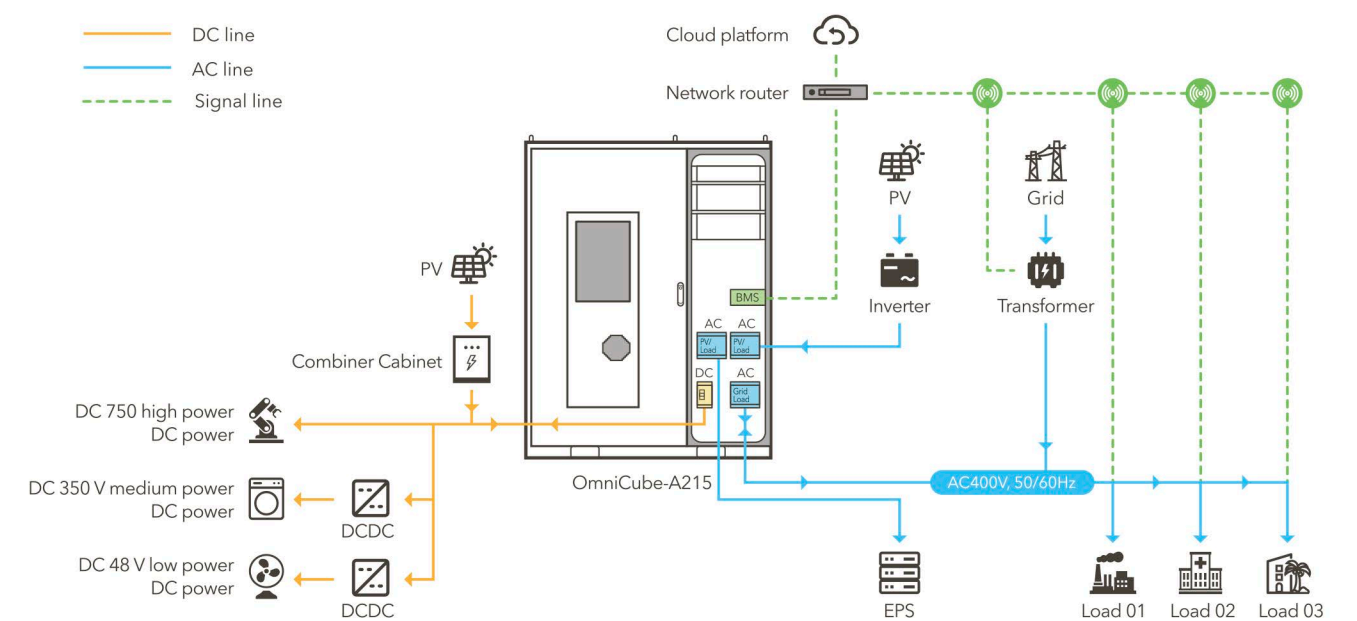 DC line
AC line
Signal line
Cloud platform
Network router
PV
Grid
PV
BMS
Inverter
Transformer
AC
AC
PV/
Load
PV/
Load
Combiner Cabinet
DC
AC
Grid
Load
DC 750 high power
DC power
OmniCube-A215
AC400V, 50/60Hz
DC 350 V medium power
DC power
DCDC
DC 48 V low power
DC power
DCDC
EPS
Load 01
Load 02
Load 03